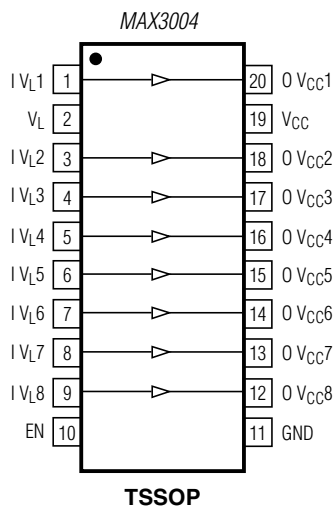 MAX3004
I VL1 1 20 O VCC1
VL 2 19 VCC
I VL2 3 18 O VCC2
I VL3 4 17 O VCC3
I VL4 5 16 O VCC4
I VL5 6 15 O VCC5
I VL6 7 14 O VCC6
I VL7 8 13 O VCC7
I VL8 9 12 O VCC8
EN 10 11 GND
TSSOP